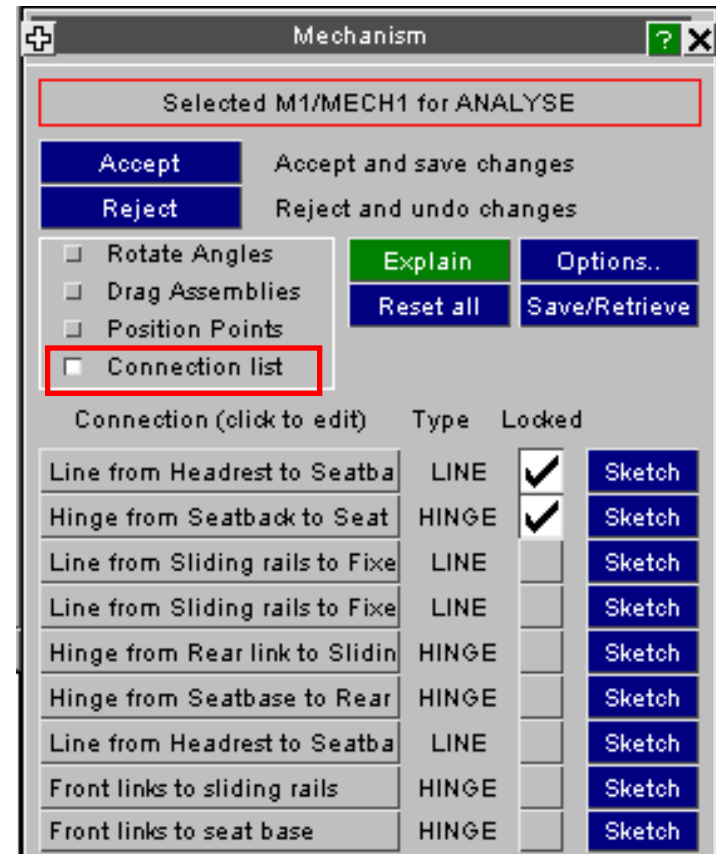 Mechanism ? X
Selected M1/MECH1 for ANALYSE
Accept Accept and save changes
Reject Reject and undo changes
Rotate Angles Explain Options..
Drag Assemblies
Reset all Save/Retrieve
Position Points
Connection list
Connection (click to edit) Type Locked
Line from Headrest to Seatba LINE Sketch
Hinge from Seatback to Seat HINGE Sketch
Line from Sliding rails to Fixe LINE Sketch
Line from Sliding rails to Fixe LINE Sketch
Hinge from Rear link to Slidin HINGE Sketch
Hinge from Seatbase to Rear HINGE Sketch
Line from Headrest to Seatba LINE Sketch
Front links to sliding rails HINGE Sketch
Front links to seat base HINGE Sketch